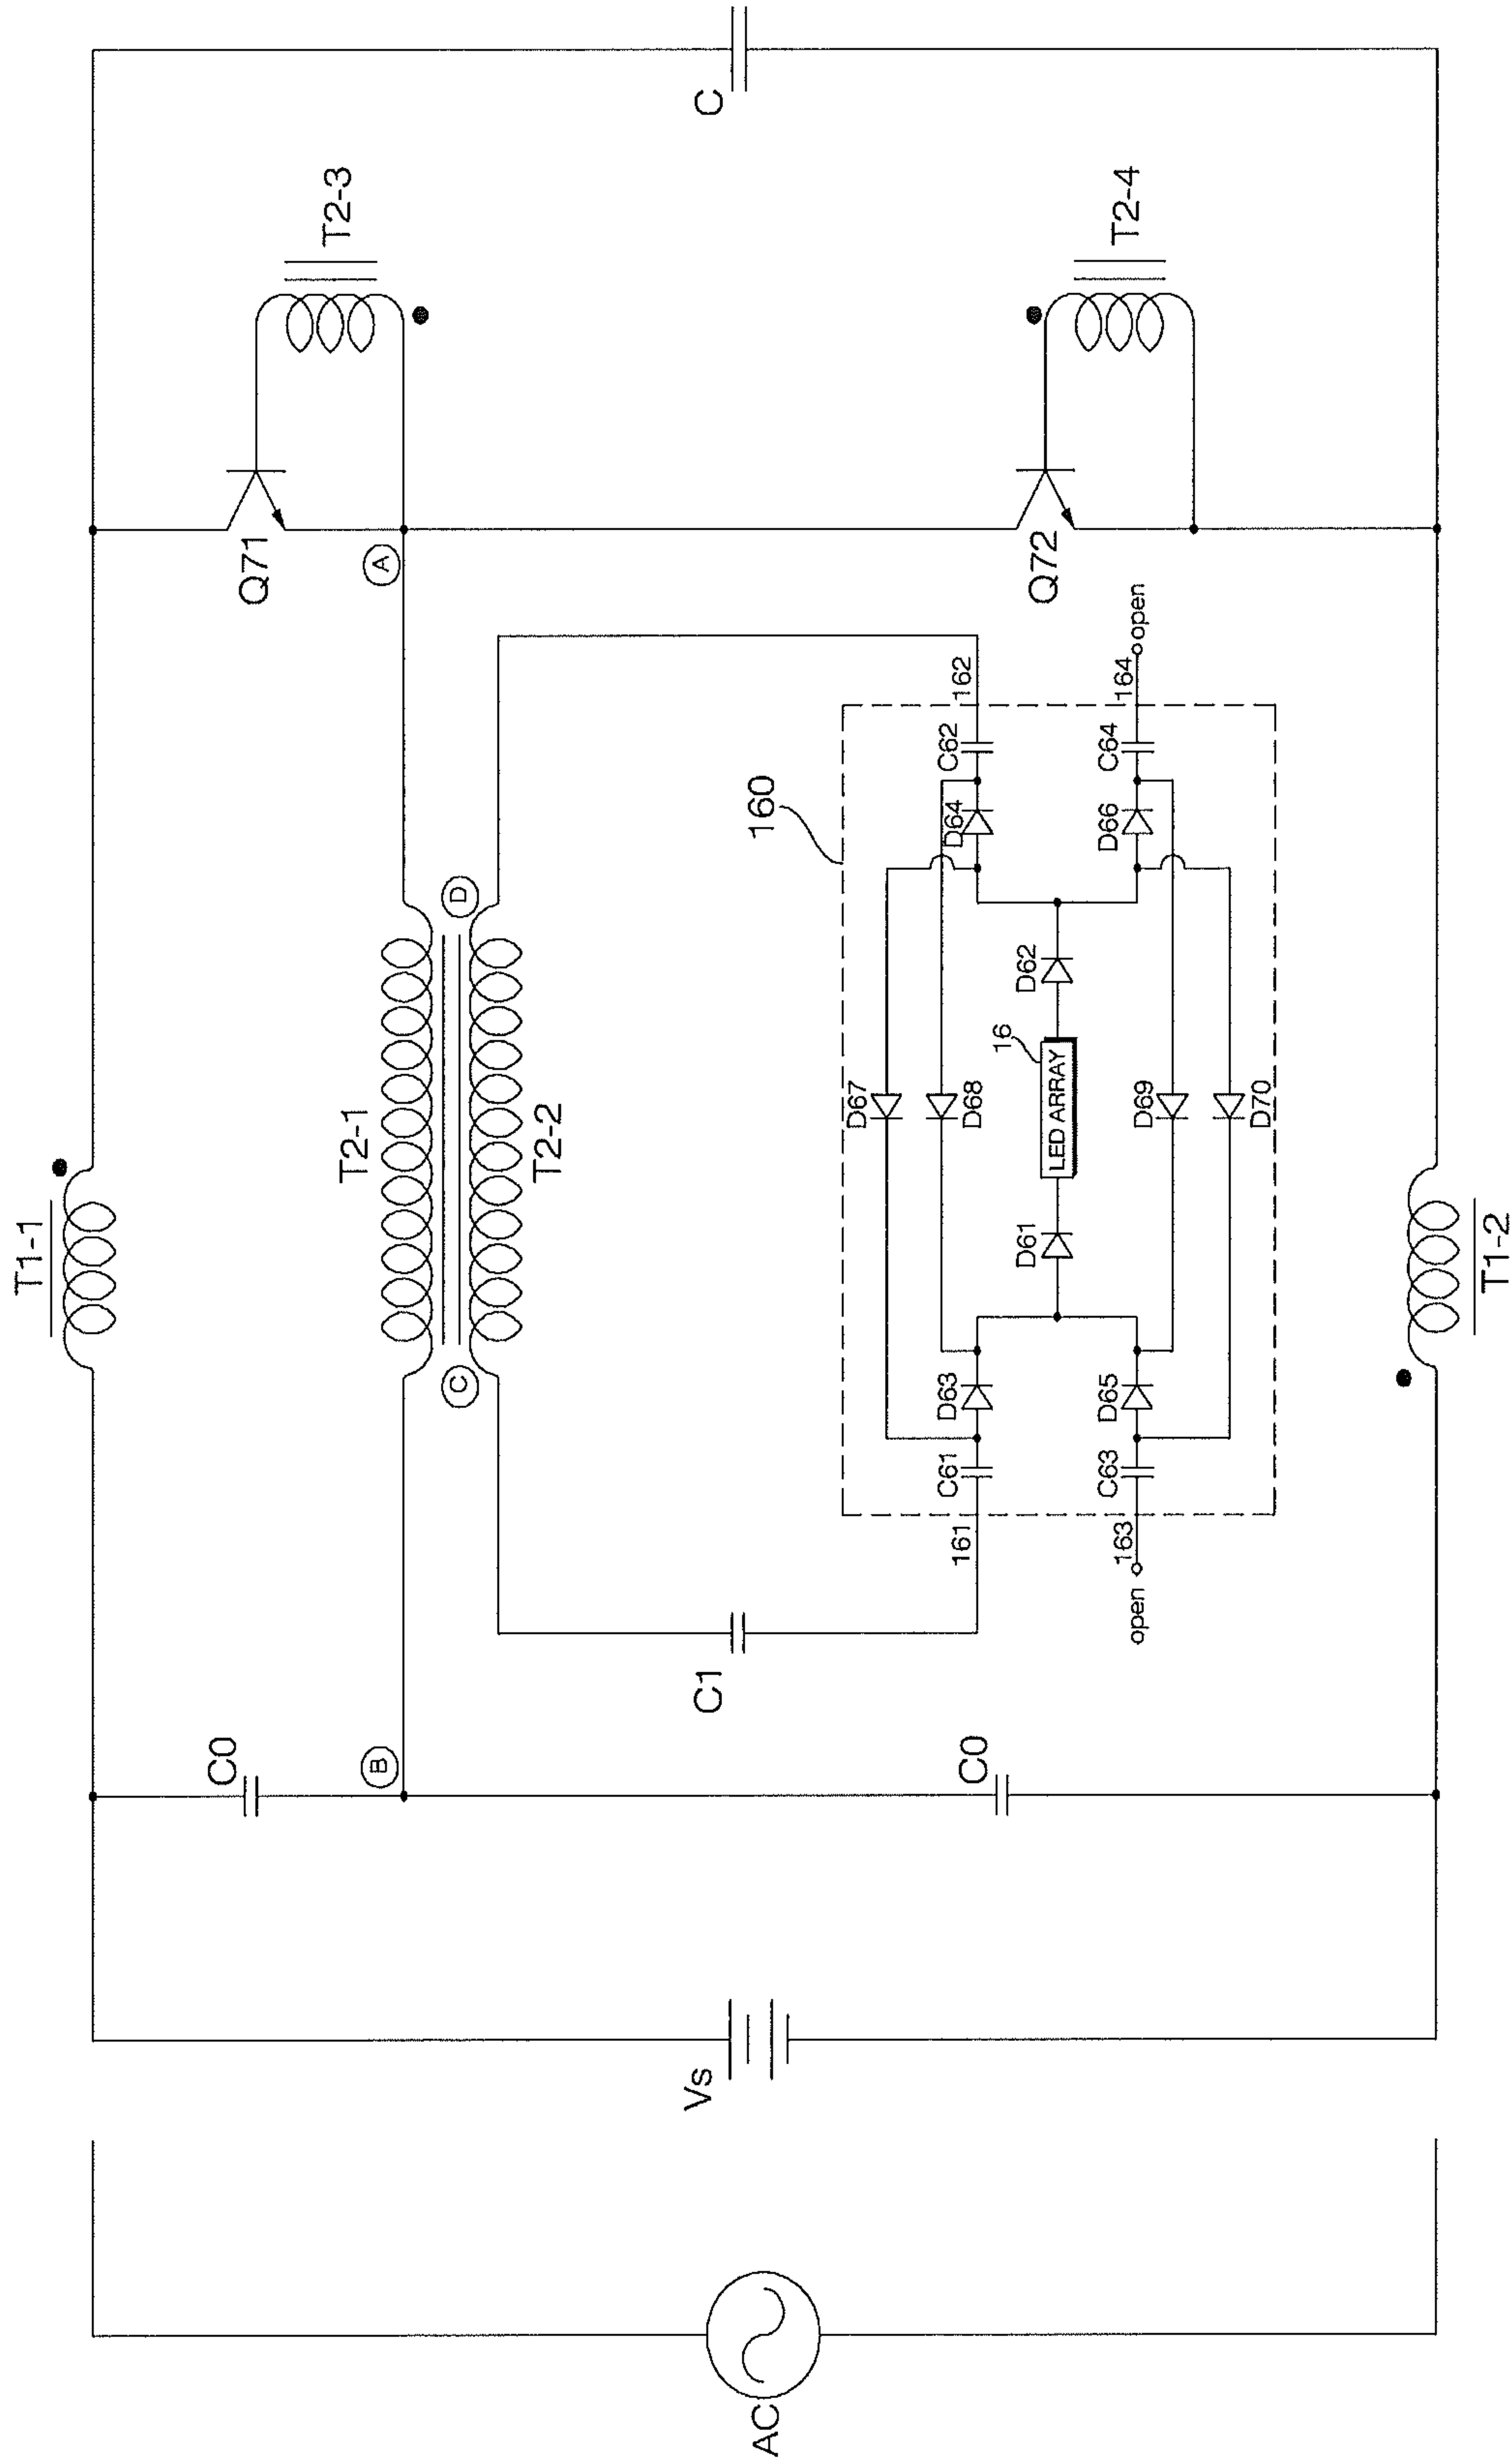 T1-1
C
T2-3
Q71
A
T2-1
D
C
T2-2
C0
B
C1
160
162
C62
D64
164
open
C64
D66
D62
16
LED ARRAY
D67
D68
D69
D70
D61
D63
D65
C61
C63
161
163
open
T2-4
Q72
C0
Vs
AC
T1-2